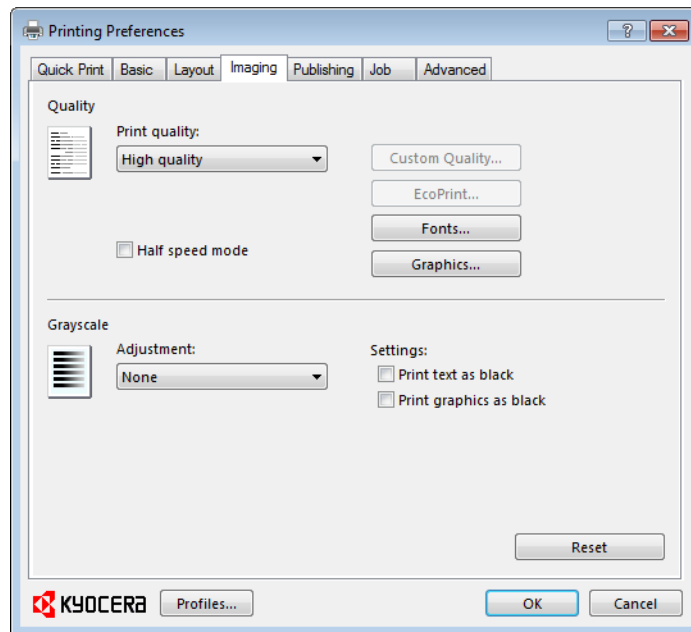 Printing Preferences
Quick Print Basic Layout Imaging Publishing Job Advanced
Quality
Print quality:
High quality
Custom Quality...
EcoPrint...
Fonts...
Half speed mode
Graphics...
Grayscale
Adjustment:
None
Settings:
Print text as black
Print graphics as black
Reset
KYOCERA Profiles... OK Cancel